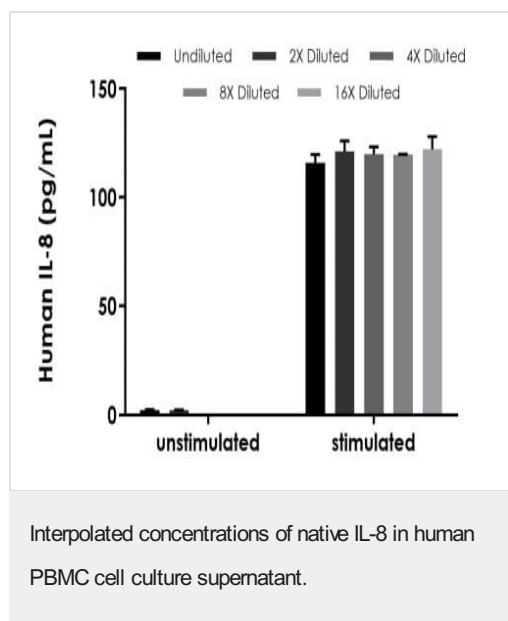 Undiluted 2X Diluted 4X Diluted
8X Diluted 16X Diluted
150
100
50
0
Human IL-8 (pg/mL)
unstimulated stimulated
Interpolated concentrations of native IL-8 in human
PBMC cell culture supernatant.